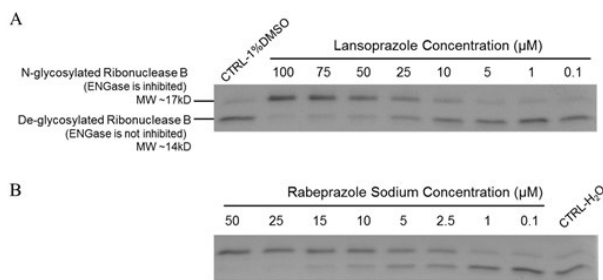 A
CTRL-1%DMSO
Lansoprazole Concentration (µM)
N-glycosylated Ribonuclease B
(ENGase is inhibited)
MW ~17kD
100 75 50 25 10 5 1 0.1
De-glycosylated Ribonuclease B
(ENGase is not inhibited)
MW ~14kD
B
Rabeprazole Sodium Concentration (µM)
50 25 15 10 5 2.5 1 0.1
CTRL-H₂O